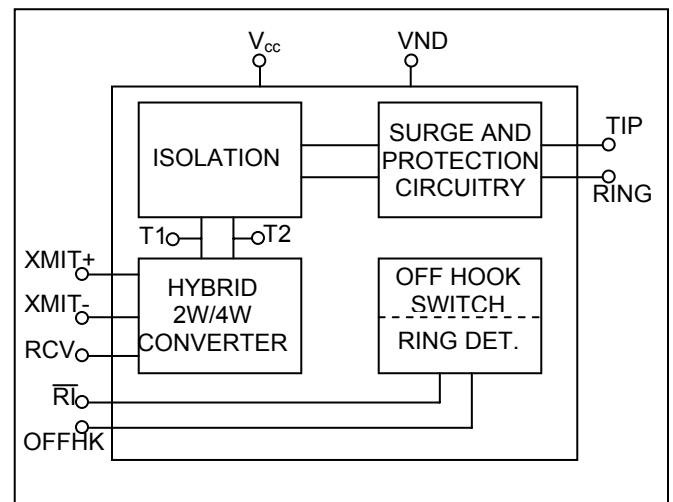 Vcc
VND
ISOLATION
SURGE AND
PROTECTION
CIRCUITRY
TIP
RING
T1
T2
XMIT+
XMIT-
RCV
HYBRID
2W/4W
CONVERTER
OFF HOOK
SWITCH
RING DET.
R̅I̅
OFFHK